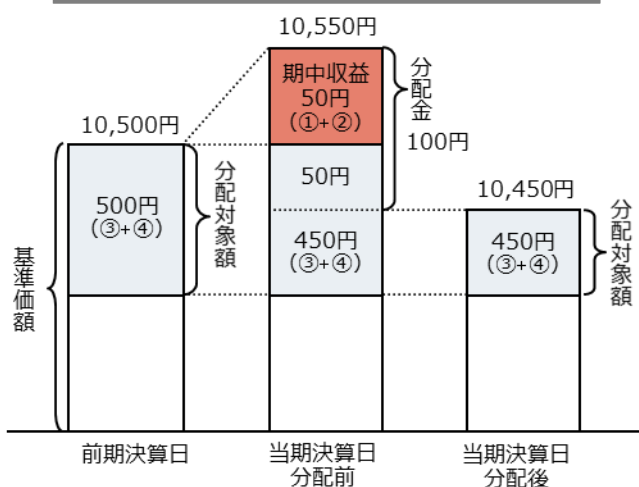 10,550円
期中収益
50円
(①+②)
分配金
100円
10,500円
500円
(③+④)
分配対象額
50円
450円
(③+④)
10,450円
450円
(③+④)
分配対象額
基準価額
前期決算日
当期決算日
分配前
当期決算日
分配後